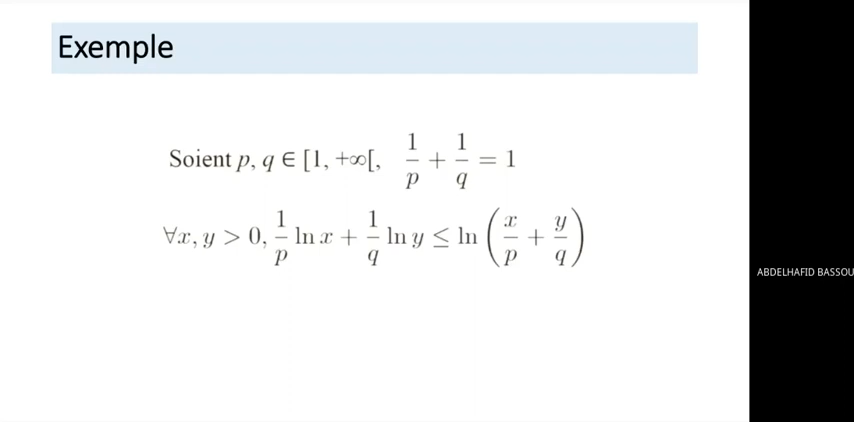 Exemple
Soient p, q ∈ [1, +∞[, 1/p + 1/q = 1
∀x, y > 0, 1/p ln x + 1/q ln y ≤ ln (x/p + y/q)
ABDELHAFID BASSOU